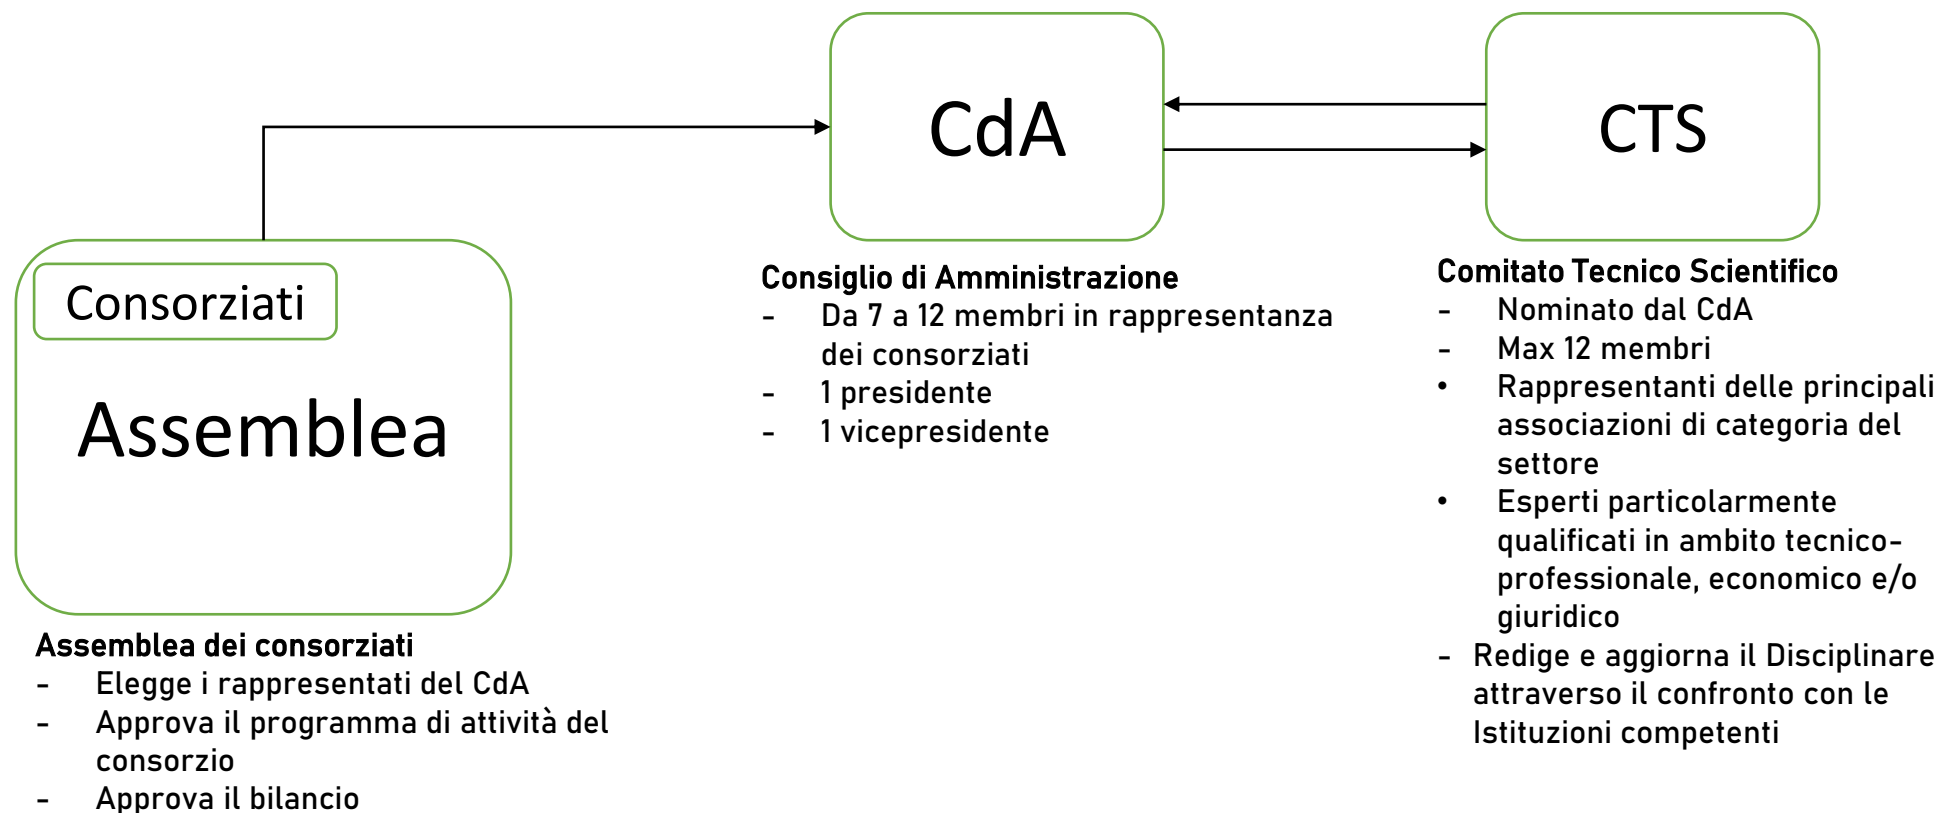 CdA
CTS
Consorziati
Assemblea
Consiglio di Amministrazione
- Da 7 a 12 membri in rappresentanza
dei consorziati
- 1 presidente
- 1 vicepresidente
Comitato Tecnico Scientifico
- Nominato dal CdA
- Max 12 membri
• Rappresentanti delle principali
associazioni di categoria del
settore
• Esperti particolarmente
qualificati in ambito tecnico-
professionale, economico e/o
giuridico
- Redige e aggiorna il Disciplinare
attraverso il confronto con le
Istituzioni competenti
Assemblea dei consorziati
- Elegge i rappresentati del CdA
- Approva il programma di attività del
consorzio
- Approva il bilancio